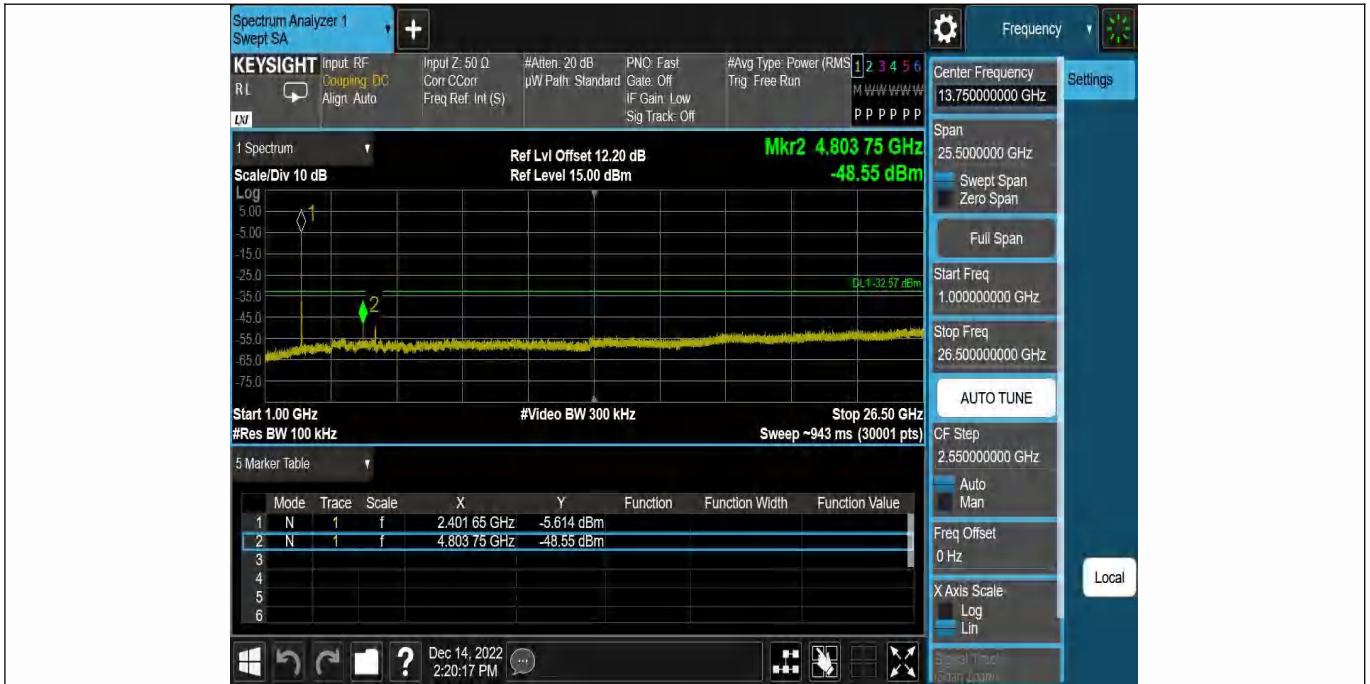 Spectrum Analyzer 1
Swept SA
+
Frequency
KEYSIGHT
RL
LXI
Input: RF
Coupling: DC
Align: Auto
Input Z: 50 Ω
Corr CCorr
Freq Ref: Int (S)
#Atten: 20 dB
µW Path: Standard
PNO: Fast
Gate: Off
IF Gain: Low
Sig Track: Off
#Avg Type: Power (RMS
Trig: Free Run
1 2 3 4 5 6
M W W W W W
P P P P P P
1 Spectrum
Scale/Div 10 dB
Ref Lvl Offset 12.20 dB
Ref Level 15.00 dBm
Mkr2 4.803 75 GHz
-48.55 dBm
Log
5.00
-5.00
-15.0
-25.0
-35.0
-45.0
-55.0
-65.0
-75.0
1
2
DL1 -32.57 dBm
Start 1.00 GHz
#Res BW 100 kHz
#Video BW 300 kHz
Stop 26.50 GHz
Sweep ~943 ms (30001 pts)
5 Marker Table
Mode Trace Scale X Y Function Function Width Function Value
1 N 1 f 2.401 65 GHz -5.614 dBm
2 N 1 f 4.803 75 GHz -48.55 dBm
3
4
5
6
?
Dec 14, 2022
2:20:17 PM
Center Frequency
13.750000000 GHz
Settings
Span
25.5000000 GHz
Swept Span
Zero Span
Full Span
Start Freq
1.000000000 GHz
Stop Freq
26.500000000 GHz
AUTO TUNE
CF Step
2.550000000 GHz
Auto
Man
Freq Offset
0 Hz
X Axis Scale
Log
Lin
Local
Signal Track
(Span Zoom)